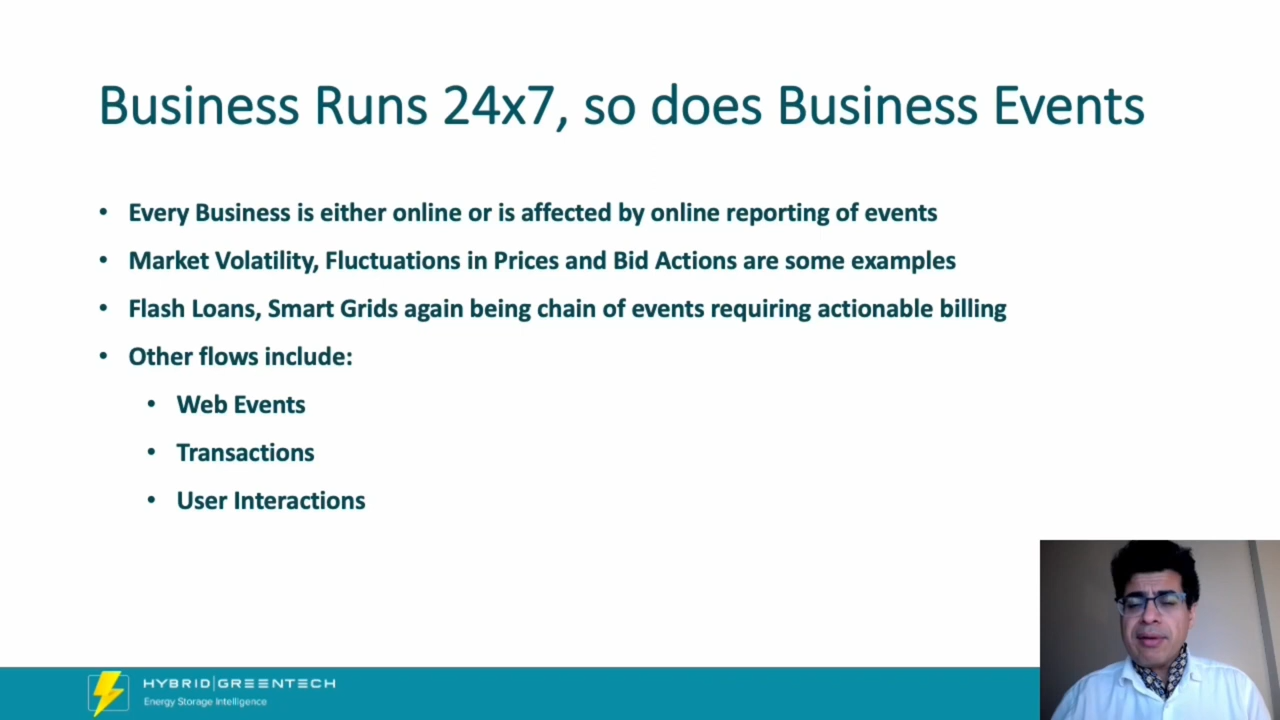 Business Runs 24x7, so does Business Events
• Every Business is either online or is affected by online reporting of events
• Market Volatility, Fluctuations in Prices and Bid Actions are some examples
• Flash Loans, Smart Grids again being chain of events requiring actionable billing
• Other flows include:
• Web Events
• Transactions
• User Interactions
HYBRID|GREENTECH
Energy Storage Intelligence